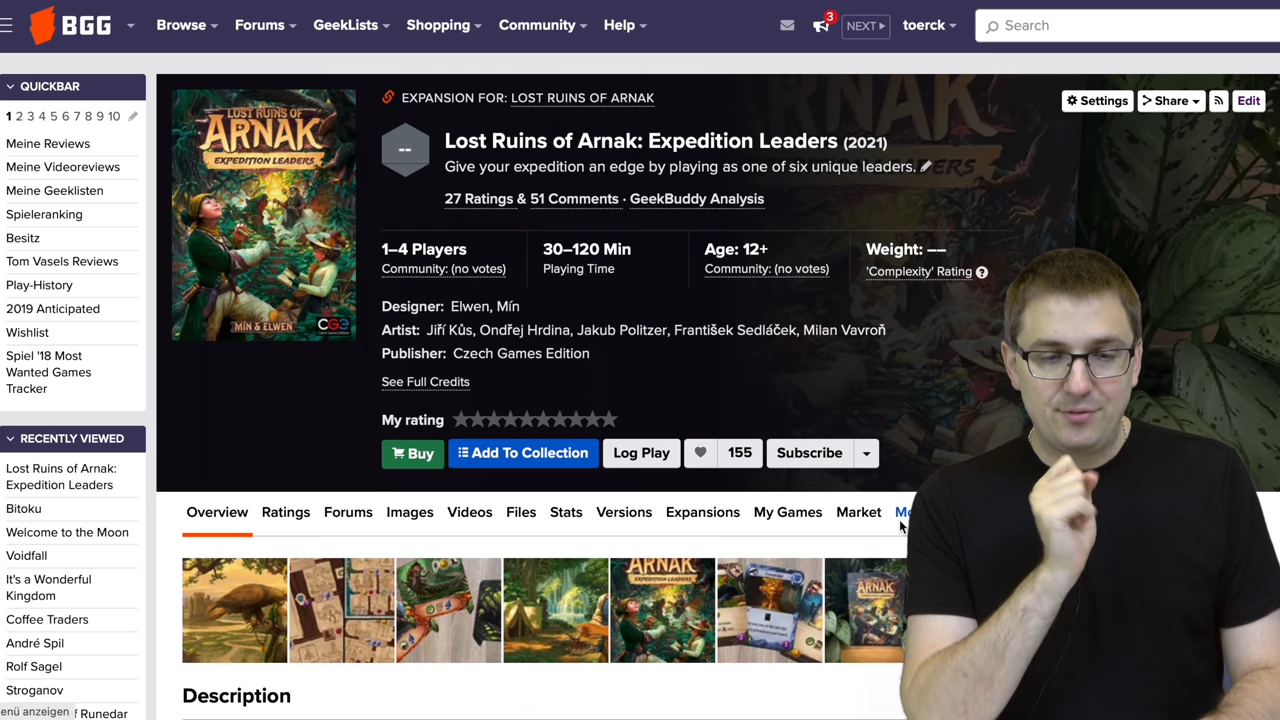 BGG
Browse
Forums
GeekLists
Shopping
Community
Help
3
NEXT
toerck
Search
QUICKBAR
1 2 3 4 5 6 7 8 9 10
Meine Reviews
Meine Videoreviews
Meine Geeklisten
Spieleranking
Besitz
Tom Vasels Reviews
Play-History
2019 Anticipated
Wishlist
Spiel '18 Most
Wanted Games
Tracker
RECENTLY VIEWED
Lost Ruins of Arnak:
Expedition Leaders
Bitoku
Welcome to the Moon
Voidfall
It's a Wonderful
Kingdom
Coffee Traders
André Spil
Rolf Sagel
Stroganov
enü anzeigen
f Runedar
LOST RUINS OF
ARNAK
EXPEDITION LEADERS
MÍN & ELWEN
CGE
EXPANSION FOR: LOST RUINS OF ARNAK
Settings
Share
Edit
--
Lost Ruins of Arnak: Expedition Leaders (2021)
Give your expedition an edge by playing as one of six unique leaders.
27 Ratings & 51 Comments · GeekBuddy Analysis
1–4 Players
Community: (no votes)
30–120 Min
Playing Time
Age: 12+
Community: (no votes)
Weight: --
'Complexity' Rating ?
Designer: Elwen, Mín
Artist: Jiří Kůs, Ondřej Hrdina, Jakub Politzer, František Sedláček, Milan Vavroň
Publisher: Czech Games Edition
See Full Credits
My rating
Buy
Add To Collection
Log Play
155
Subscribe
Overview
Ratings
Forums
Images
Videos
Files
Stats
Versions
Expansions
My Games
Market
Mo
ARNAK
EXPEDITION LEADERS
ARNAK
Description